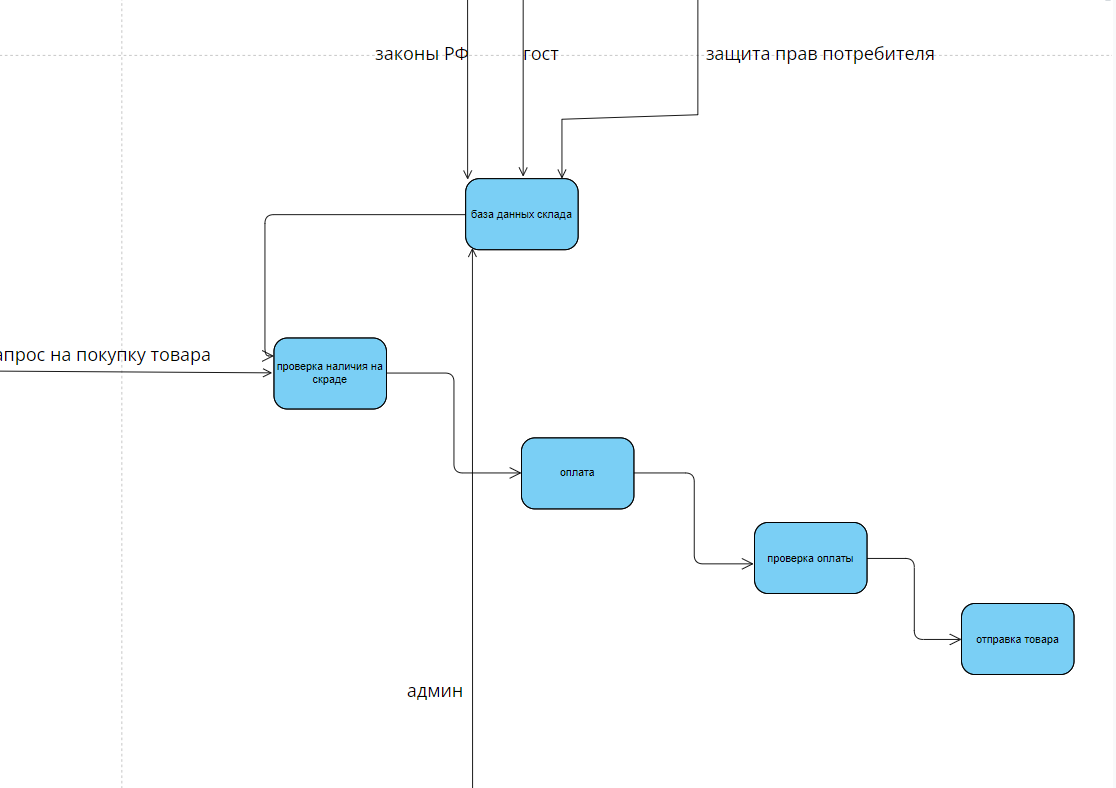 законы РФ
гост
защита прав потребителя
база данных склада
апрос на покупку товара
проверка наличия на
скраде
оплата
проверка оплаты
отправка товара
админ